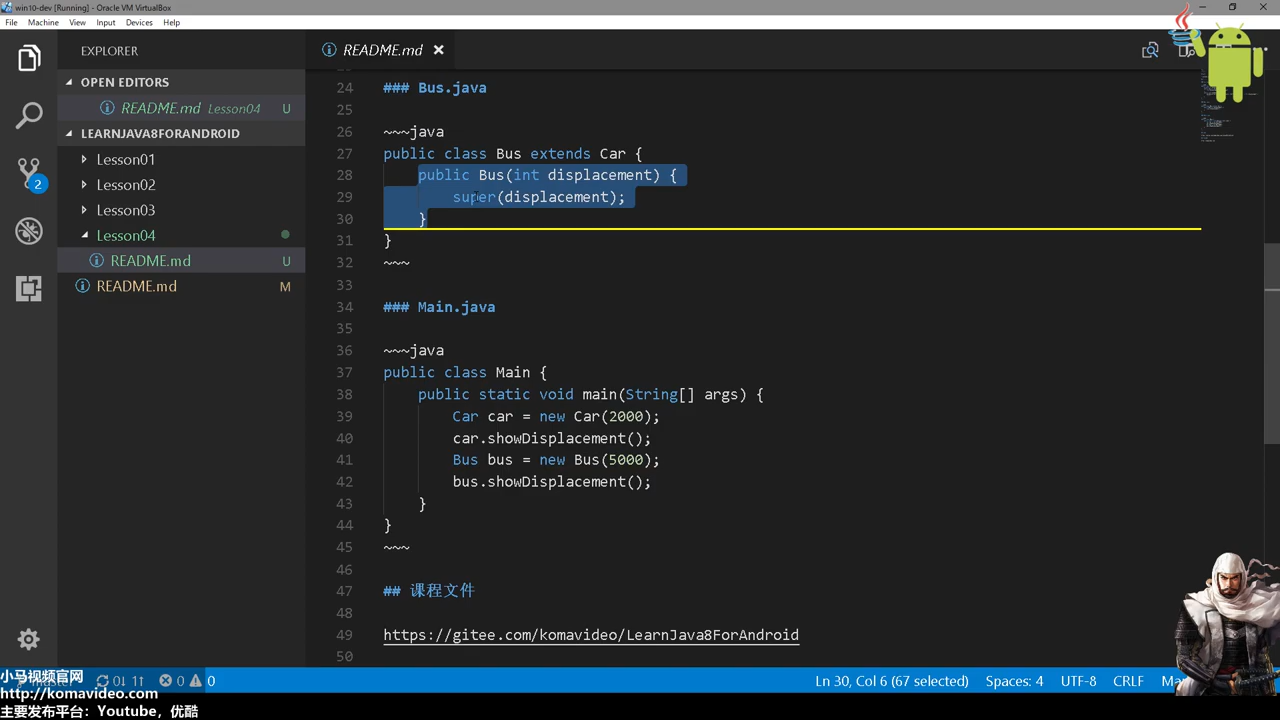 win10-dev [Running] - Oracle VM VirtualBox
File Machine View Input Devices Help
EXPLORER
OPEN EDITORS
README.md Lesson04 U
LEARNJAVA8FORANDROID
Lesson01
Lesson02
Lesson03
Lesson04
README.md U
README.md M
2
README.md
24 ### Bus.java
25
26 ~~~java
27 public class Bus extends Car {
28 public Bus(int displacement) {
29 super(displacement);
30 }
31 }
32 ~~~
33
34 ### Main.java
35
36 ~~~java
37 public class Main {
38 public static void main(String[] args) {
39 Car car = new Car(2000);
40 car.showDisplacement();
41 Bus bus = new Bus(5000);
42 bus.showDisplacement();
43 }
44 }
45 ~~~
46
47 ## 课程文件
48
49 https://gitee.com/komavideo/LearnJava8ForAndroid
50
小马视频官网
0↓ 1↑ 0 0 Ln 30, Col 6 (67 selected) Spaces: 4 UTF-8 CRLF
http://komavideo.com
主要发布平台：Youtube，优酷